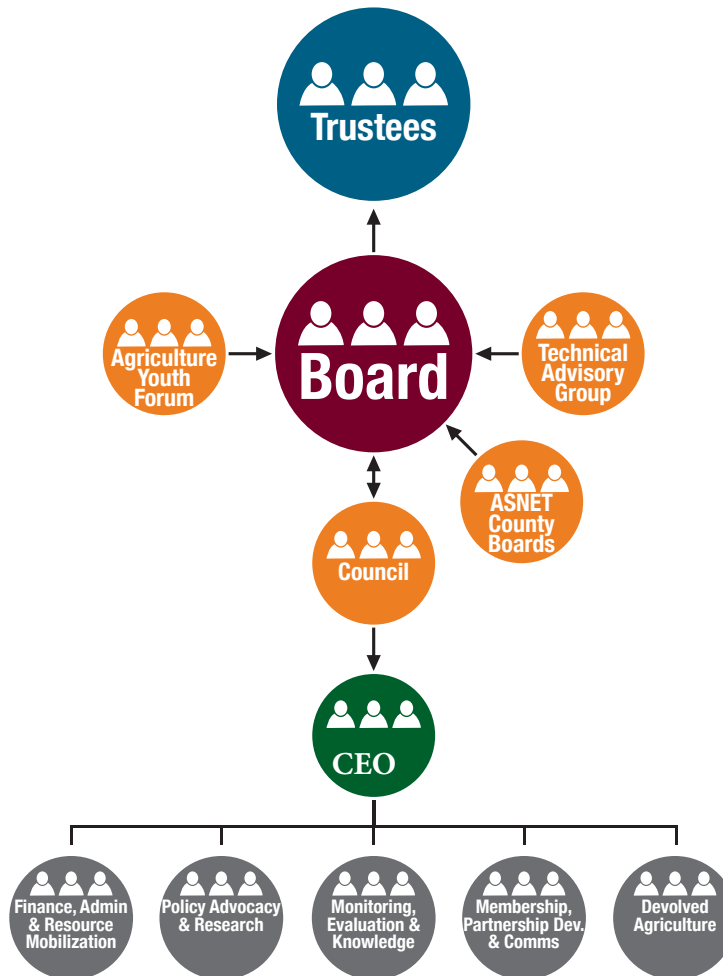 Trustees
Board
Agriculture
Youth
Forum
Technical
Advisory
Group
ASNET
County
Boards
Council
CEO
Finance, Admin
& Resource
Mobilization
Policy Advocacy
& Research
Monitoring,
Evaluation &
Knowledge
Membership,
Partnership Dev.
& Comms
Devolved
Agriculture